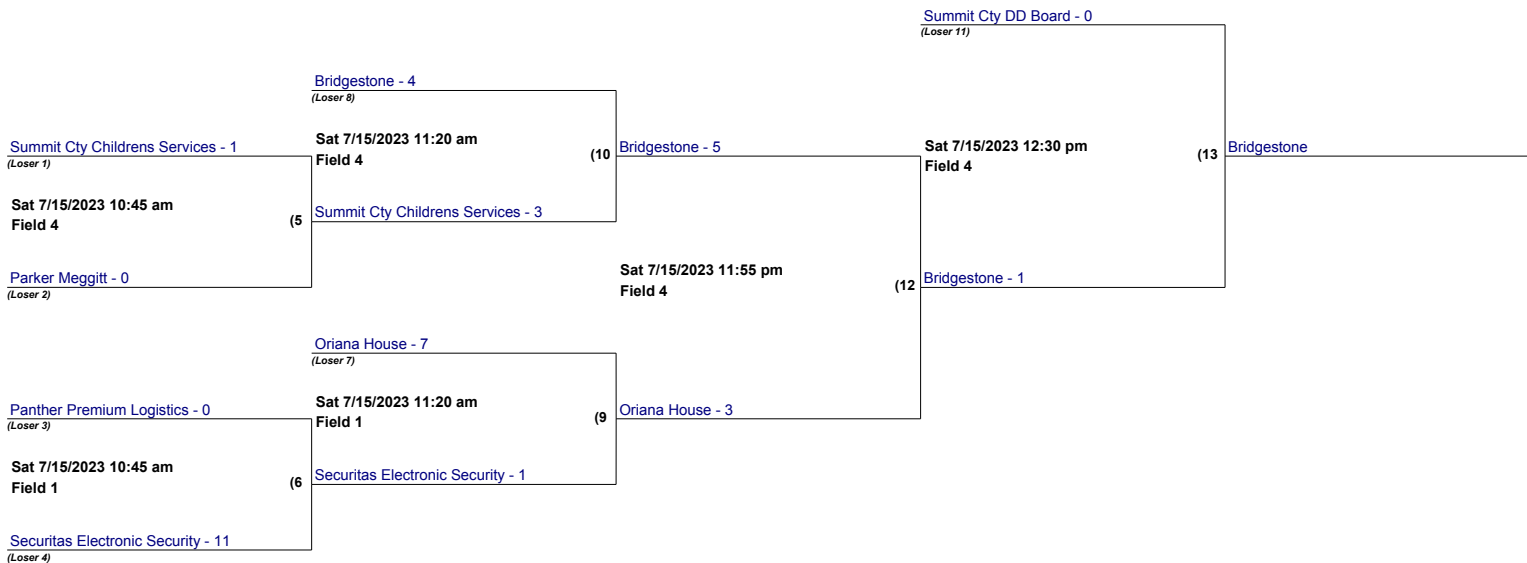 Summit Cty DD Board - 0
(Loser 11)
Bridgestone - 4
(Loser 8)
Sat 7/15/2023 11:20 am
Field 4
(10
Summit Cty Childrens Services - 1
(Loser 1)
Bridgestone - 5
Sat 7/15/2023 12:30 pm
Field 4
(13
Bridgestone
Sat 7/15/2023 10:45 am
Field 4
(5
Summit Cty Childrens Services - 3
Parker Meggitt - 0
(Loser 2)
Sat 7/15/2023 11:55 pm
Field 4
(12
Bridgestone - 1
Oriana House - 7
(Loser 7)
Sat 7/15/2023 11:20 am
Field 1
(9
Panther Premium Logistics - 0
(Loser 3)
Oriana House - 3
Sat 7/15/2023 10:45 am
Field 1
(6
Securitas Electronic Security - 1
Securitas Electronic Security - 11
(Loser 4)